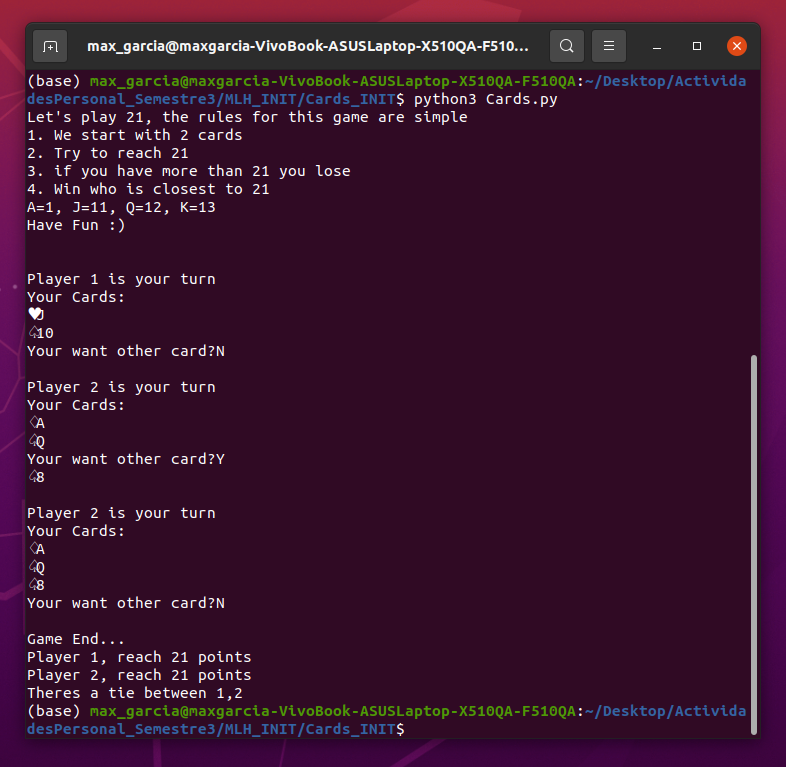 max_garcia@maxgarcia-VivoBook-ASUSLaptop-X510QA-F510...
(base) max_garcia@maxgarcia-VivoBook-ASUSLaptop-X510QA-F510QA:~/Desktop/Activida
desPersonal_Semestre3/MLH_INIT/Cards_INIT$ python3 Cards.py
Let's play 21, the rules for this game are simple
1. We start with 2 cards
2. Try to reach 21
3. if you have more than 21 you lose
4. Win who is closest to 21
A=1, J=11, Q=12, K=13
Have Fun :)
Player 1 is your turn
Your Cards:
♥J
♤10
Your want other card?N
Player 2 is your turn
Your Cards:
♢A
♤Q
Your want other card?Y
♤8
Player 2 is your turn
Your Cards:
♢A
♤Q
♤8
Your want other card?N
Game End...
Player 1, reach 21 points
Player 2, reach 21 points
Theres a tie between 1,2
(base) max_garcia@maxgarcia-VivoBook-ASUSLaptop-X510QA-F510QA:~/Desktop/Activida
desPersonal_Semestre3/MLH_INIT/Cards_INIT$